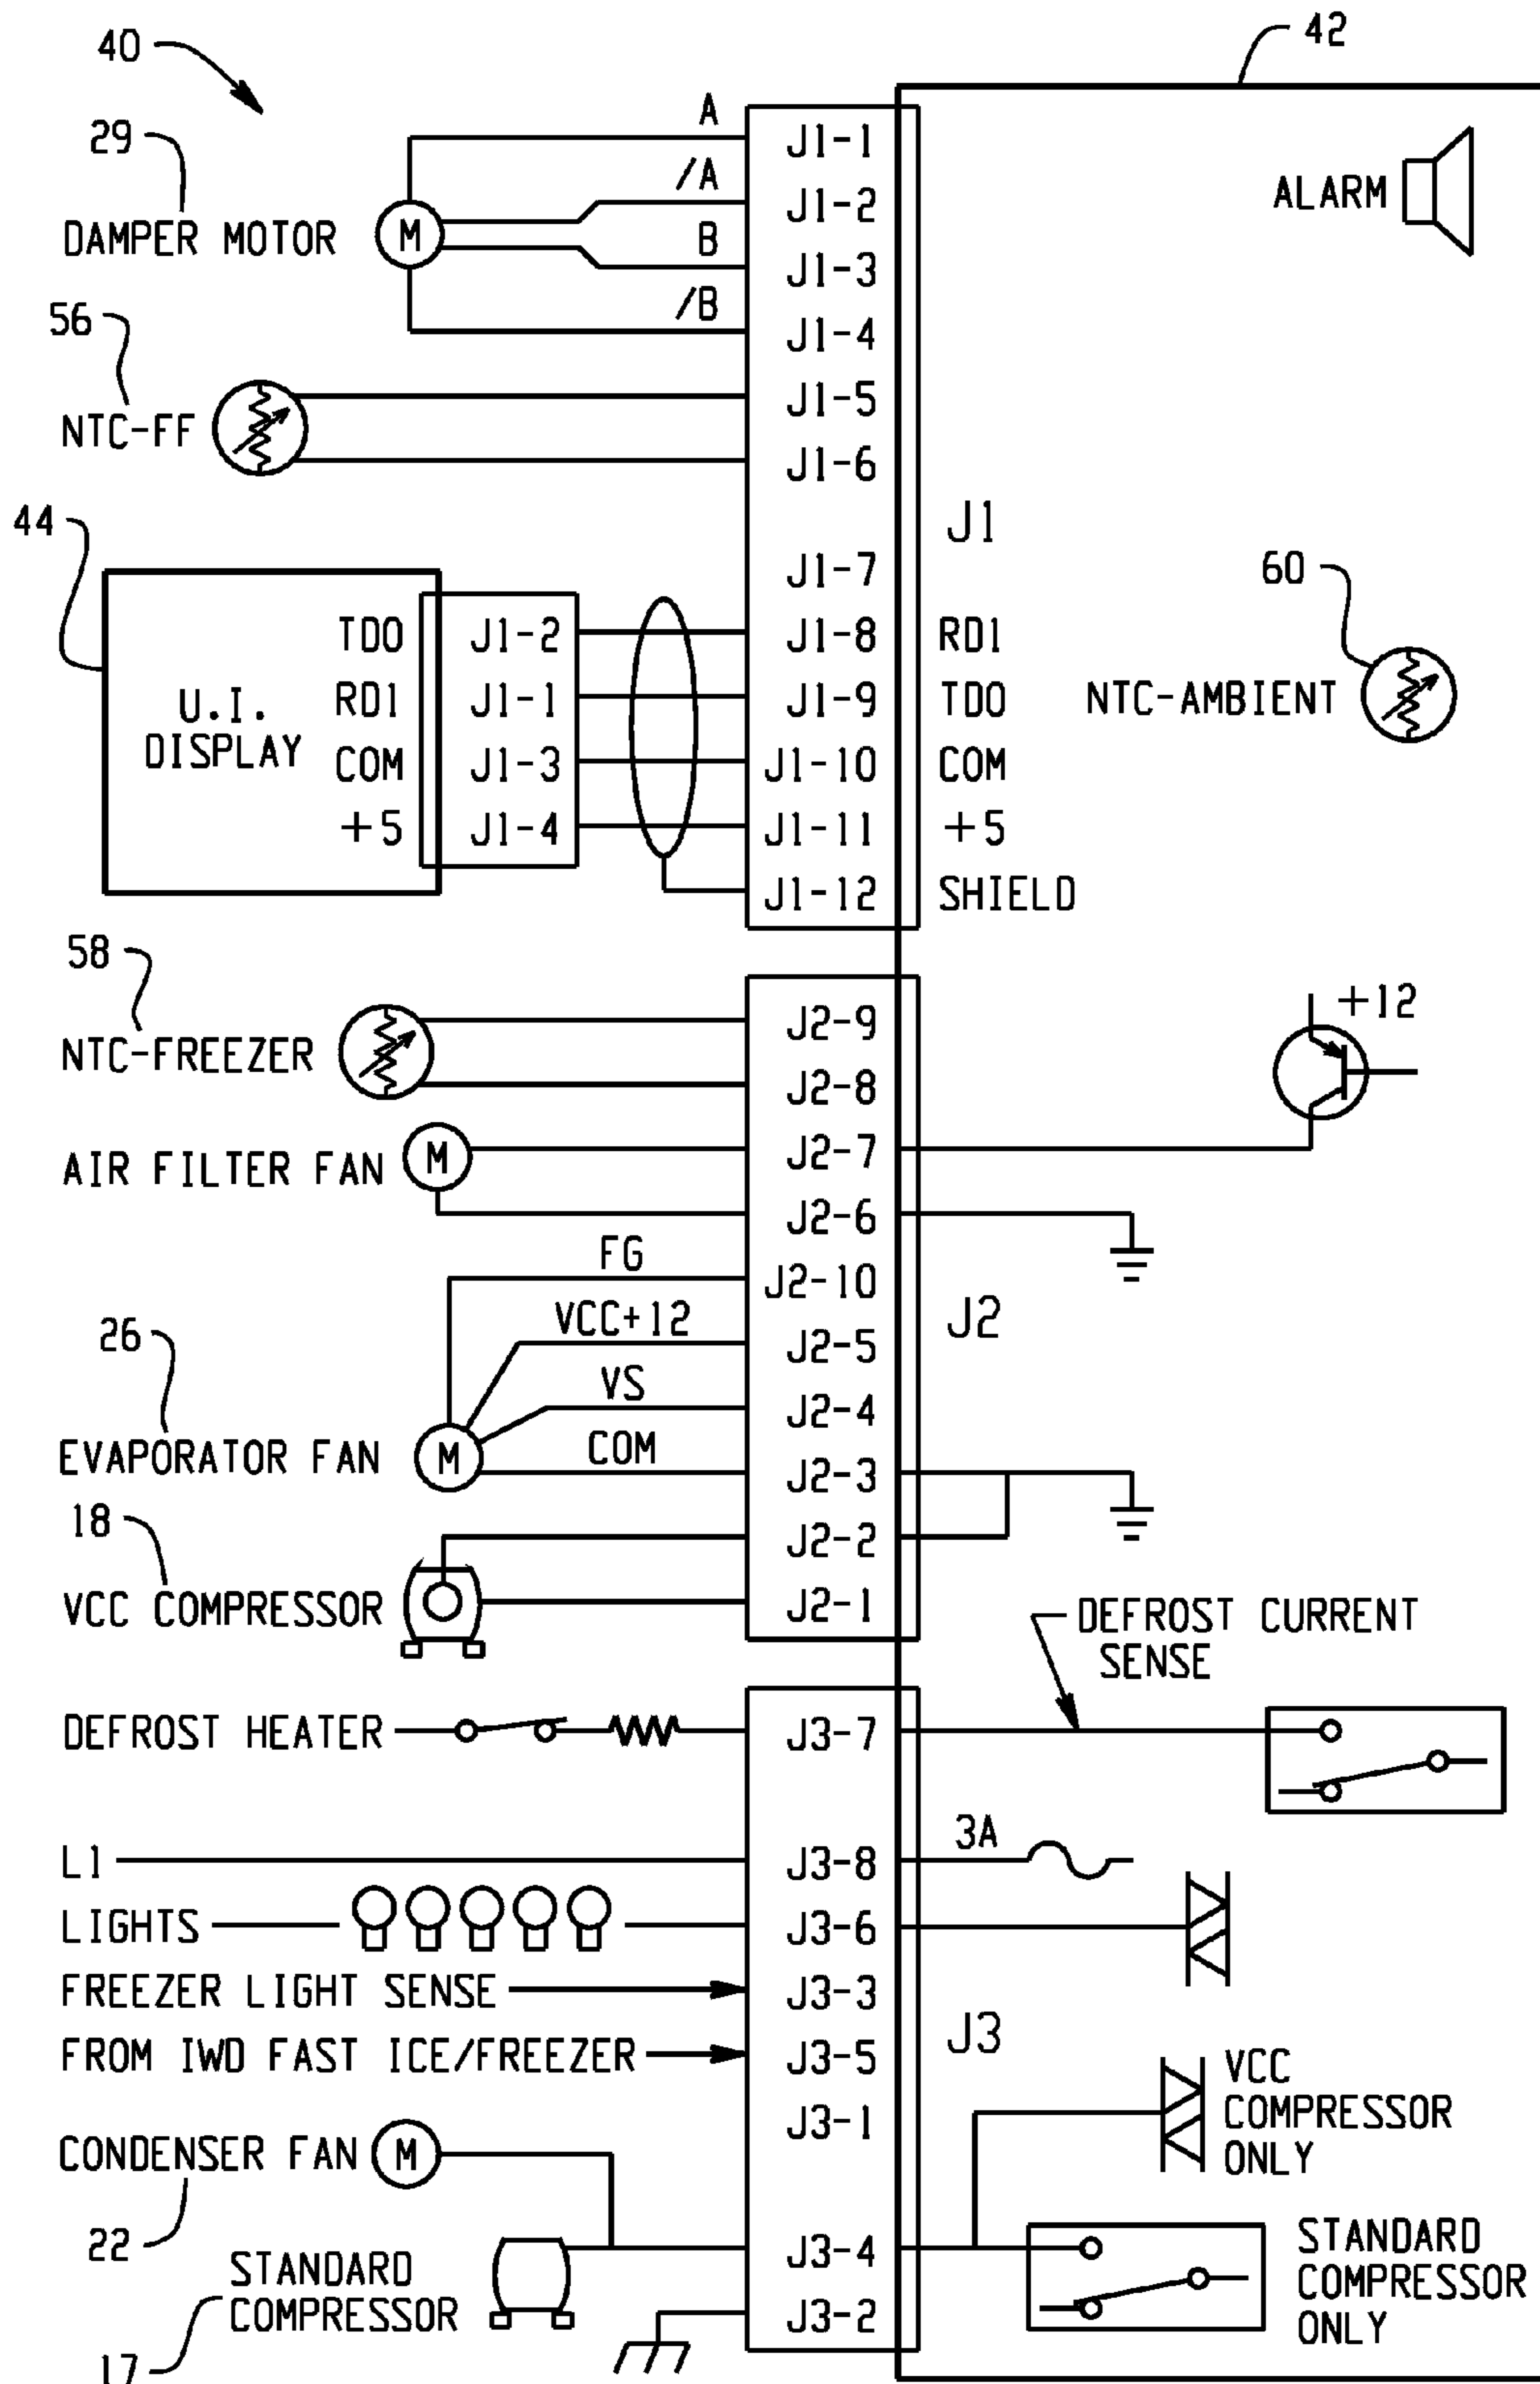 40
42
29
DAMPER MOTOR
M
A
/A
B
/B
J1-1
J1-2
J1-3
J1-4
ALARM
56
NTC-FF
J1-5
J1-6
J1
44
J1-7
60
U.I.
DISPLAY
TDO J1-2 J1-8 RD1
RD1 J1-1 J1-9 TDO
COM J1-3 J1-10 COM
+5 J1-4 J1-11 +5
J1-12 SHIELD
NTC-AMBIENT
58
NTC-FREEZER
J2-9
J2-8
+12
AIR FILTER FAN M J2-7
J2-6
FG J2-10
VCC+12 J2-5
J2
26
VS J2-4
EVAPORATOR FAN M COM J2-3
18
J2-2
VCC COMPRESSOR J2-1
DEFROST CURRENT
SENSE
DEFROST HEATER J3-7
L1 J3-8 3A
LIGHTS J3-6
FREEZER LIGHT SENSE J3-3
J3
FROM IWD FAST ICE/FREEZER J3-5
J3-1
VCC
COMPRESSOR
ONLY
CONDENSER FAN M
22
J3-4
STANDARD
COMPRESSOR
17
J3-2
STANDARD
COMPRESSOR
ONLY